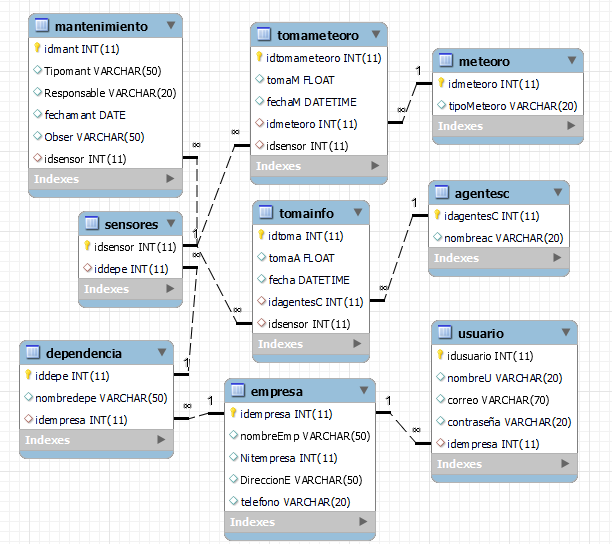 mantenimiento
idmant INT(11)
Tipomant VARCHAR(50)
Responsable VARCHAR(20)
fechamant DATE
Obser VARCHAR(50)
idsensor INT(11)
Indexes
tomameteoro
idtomameteoro INT(11)
tomaM FLOAT
fechaM DATETIME
idmeteoro INT(11)
idsensor INT(11)
Indexes
meteoro
idmeteoro INT(11)
tipoMeteoro VARCHAR(20)
Indexes
1
∞
∞
∞
sensores
idsensor INT(11)
iddepe INT(11)
Indexes
1
∞
tomainfo
idtoma INT(11)
tomaA FLOAT
fecha DATETIME
idagentesC INT(11)
idsensor INT(11)
Indexes
agentesc
idagentesC INT(11)
nombreac VARCHAR(20)
Indexes
1
∞
∞
dependencia
iddepe INT(11)
nombredepe VARCHAR(50)
idempresa INT(11)
Indexes
1
∞
1
empresa
idempresa INT(11)
nombreEmp VARCHAR(50)
Nitempresa INT(11)
DireccionE VARCHAR(50)
telefono VARCHAR(20)
Indexes
1
∞
usuario
idusuario INT(11)
nombreU VARCHAR(20)
correo VARCHAR(70)
contraseña VARCHAR(20)
idempresa INT(11)
Indexes